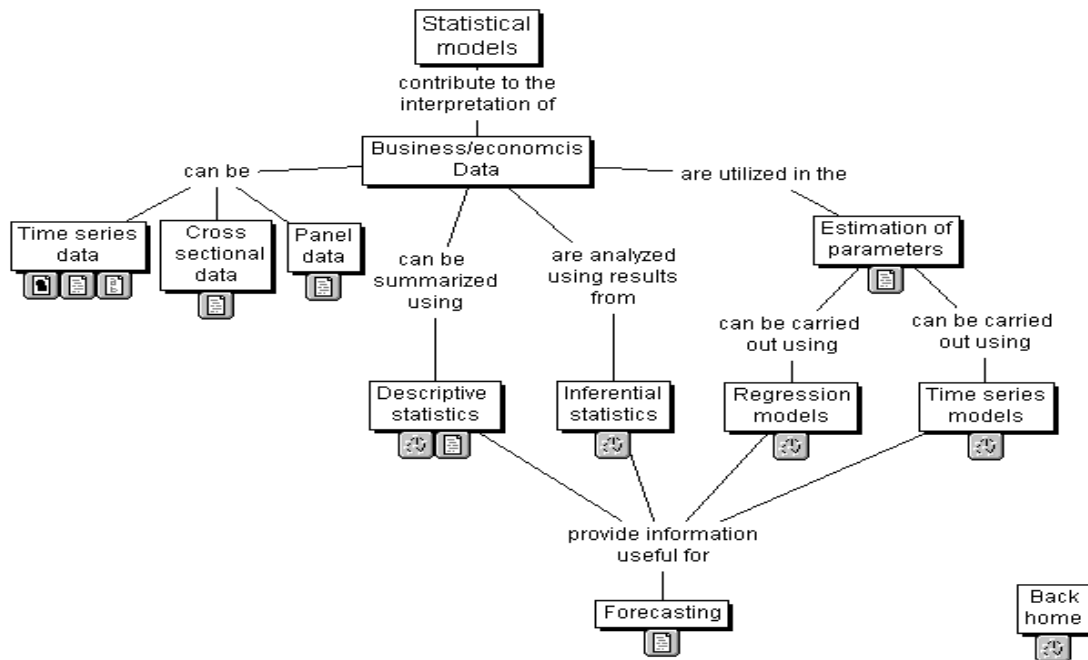 Statistical
models
contribute to the
interpretation of
Business/economcis
Data
can be
are utilized in the
Time series
data
Cross
sectional
data
Panel
data
can be
summarized
using
are analyzed
using results
from
Estimation of
parameters
can be carried
out using
can be carried
out using
Descriptive
statistics
Inferential
statistics
Regression
models
Time series
models
provide information
useful for
Forecasting
Back
home